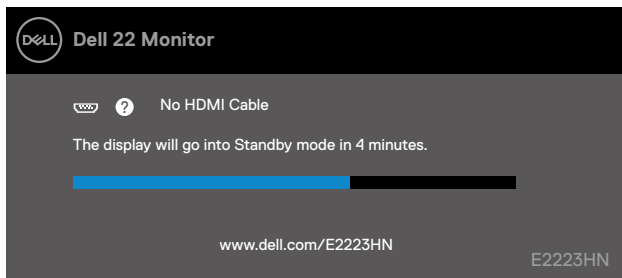 DELL Dell 22 Monitor
? No HDMI Cable
The display will go into Standby mode in 4 minutes.
www.dell.com/E2223HN
E2223HN